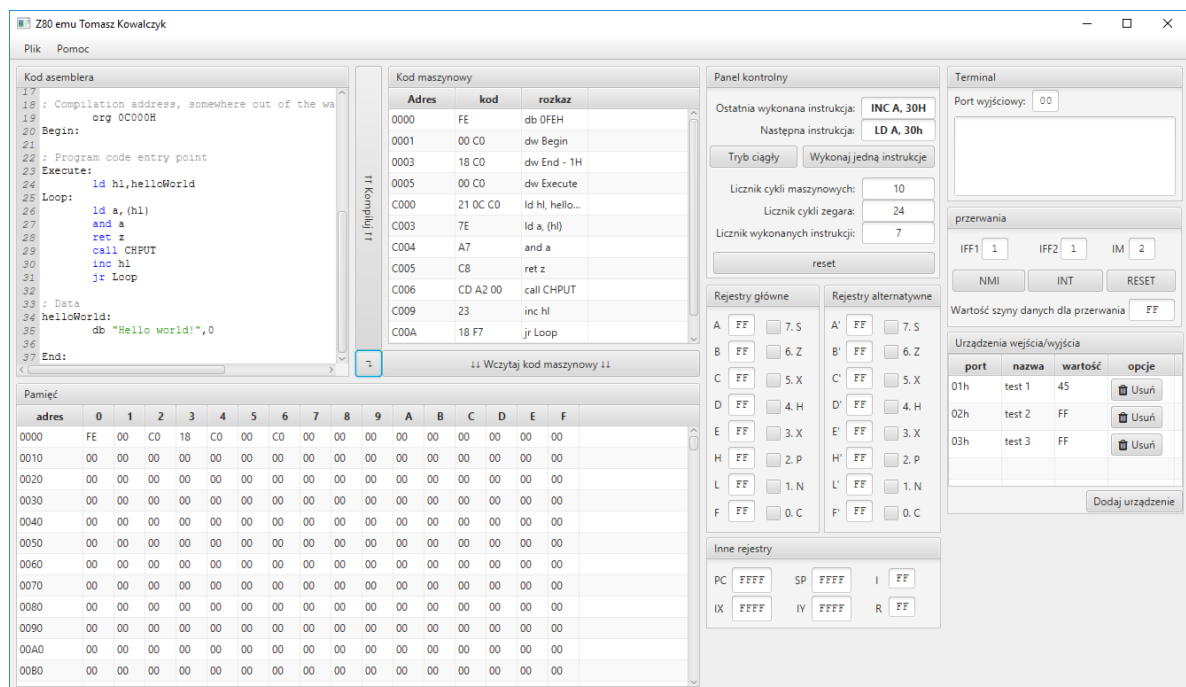 Z80 emu Tomasz Kowalczyk
Plik Pomoc
Kod asemblera
17
18 ; Compilation address, somewhere out of the wa
19 org 0C000H
20 Begin:
21
22 ; Program code entry point
23 Execute:
24 ld hl,helloWorld
25 Loop:
26 ld a,(hl)
27 and a
28 ret z
29 call CHPUT
30 inc hl
31 jr Loop
32
33 ; Data
34 helloWorld:
35 db "Hello world!",0
36
37 End:
↑↑ Kompiluj ↑↑
Kod maszynowy
Adres kod rozkaz
0000 FE db 0FEH
0001 00 C0 dw Begin
0003 18 C0 dw End - 1H
0005 00 C0 dw Execute
C000 21 0C C0 ld hl, hello...
C003 7E ld a, (hl)
C004 A7 and a
C005 C8 ret z
C006 CD A2 00 call CHPUT
C009 23 inc hl
C00A 18 F7 jr Loop
↓↓ Wczytaj kod maszynowy ↓↓
Pamięć
adres 0 1 2 3 4 5 6 7 8 9 A B C D E F
0000 FE 00 C0 18 C0 00 C0 00 00 00 00 00 00 00 00 00
0010 00 00 00 00 00 00 00 00 00 00 00 00 00 00 00 00
0020 00 00 00 00 00 00 00 00 00 00 00 00 00 00 00 00
0030 00 00 00 00 00 00 00 00 00 00 00 00 00 00 00 00
0040 00 00 00 00 00 00 00 00 00 00 00 00 00 00 00 00
0050 00 00 00 00 00 00 00 00 00 00 00 00 00 00 00 00
0060 00 00 00 00 00 00 00 00 00 00 00 00 00 00 00 00
0070 00 00 00 00 00 00 00 00 00 00 00 00 00 00 00 00
0080 00 00 00 00 00 00 00 00 00 00 00 00 00 00 00 00
0090 00 00 00 00 00 00 00 00 00 00 00 00 00 00 00 00
00A0 00 00 00 00 00 00 00 00 00 00 00 00 00 00 00 00
00B0 00 00 00 00 00 00 00 00 00 00 00 00 00 00 00 00
Panel kontrolny
Ostatnia wykonana instrukcja: INC A, 30H
Następna instrukcja: LD A, 30h
Tryb ciągły Wykonaj jedną instrukcje
Licznik cykli maszynowych: 10
Licznik cykli zegara: 24
Licznik wykonanych instrukcji: 7
reset
Rejestry główne
A FF 7. S
B FF 6. Z
C FF 5. X
D FF 4. H
E FF 3. X
H FF 2. P
L FF 1. N
F FF 0. C
Rejestry alternatywne
A' FF 7. S
B' FF 6. Z
C' FF 5. X
D' FF 4. H
E' FF 3. X
H' FF 2. P
L' FF 1. N
F' FF 0. C
Inne rejestry
PC FFFF SP FFFF I FF
IX FFFF IY FFFF R FF
Terminal
Port wyjściowy: 00
przerwania
IFF1 1 IFF2 1 IM 2
NMI INT RESET
Wartość szyny danych dla przerwania FF
Urządzenia wejścia/wyjścia
port nazwa wartość opcje
01h test 1 45 Usuń
02h test 2 FF Usuń
03h test 3 FF Usuń
Dodaj urządzenie